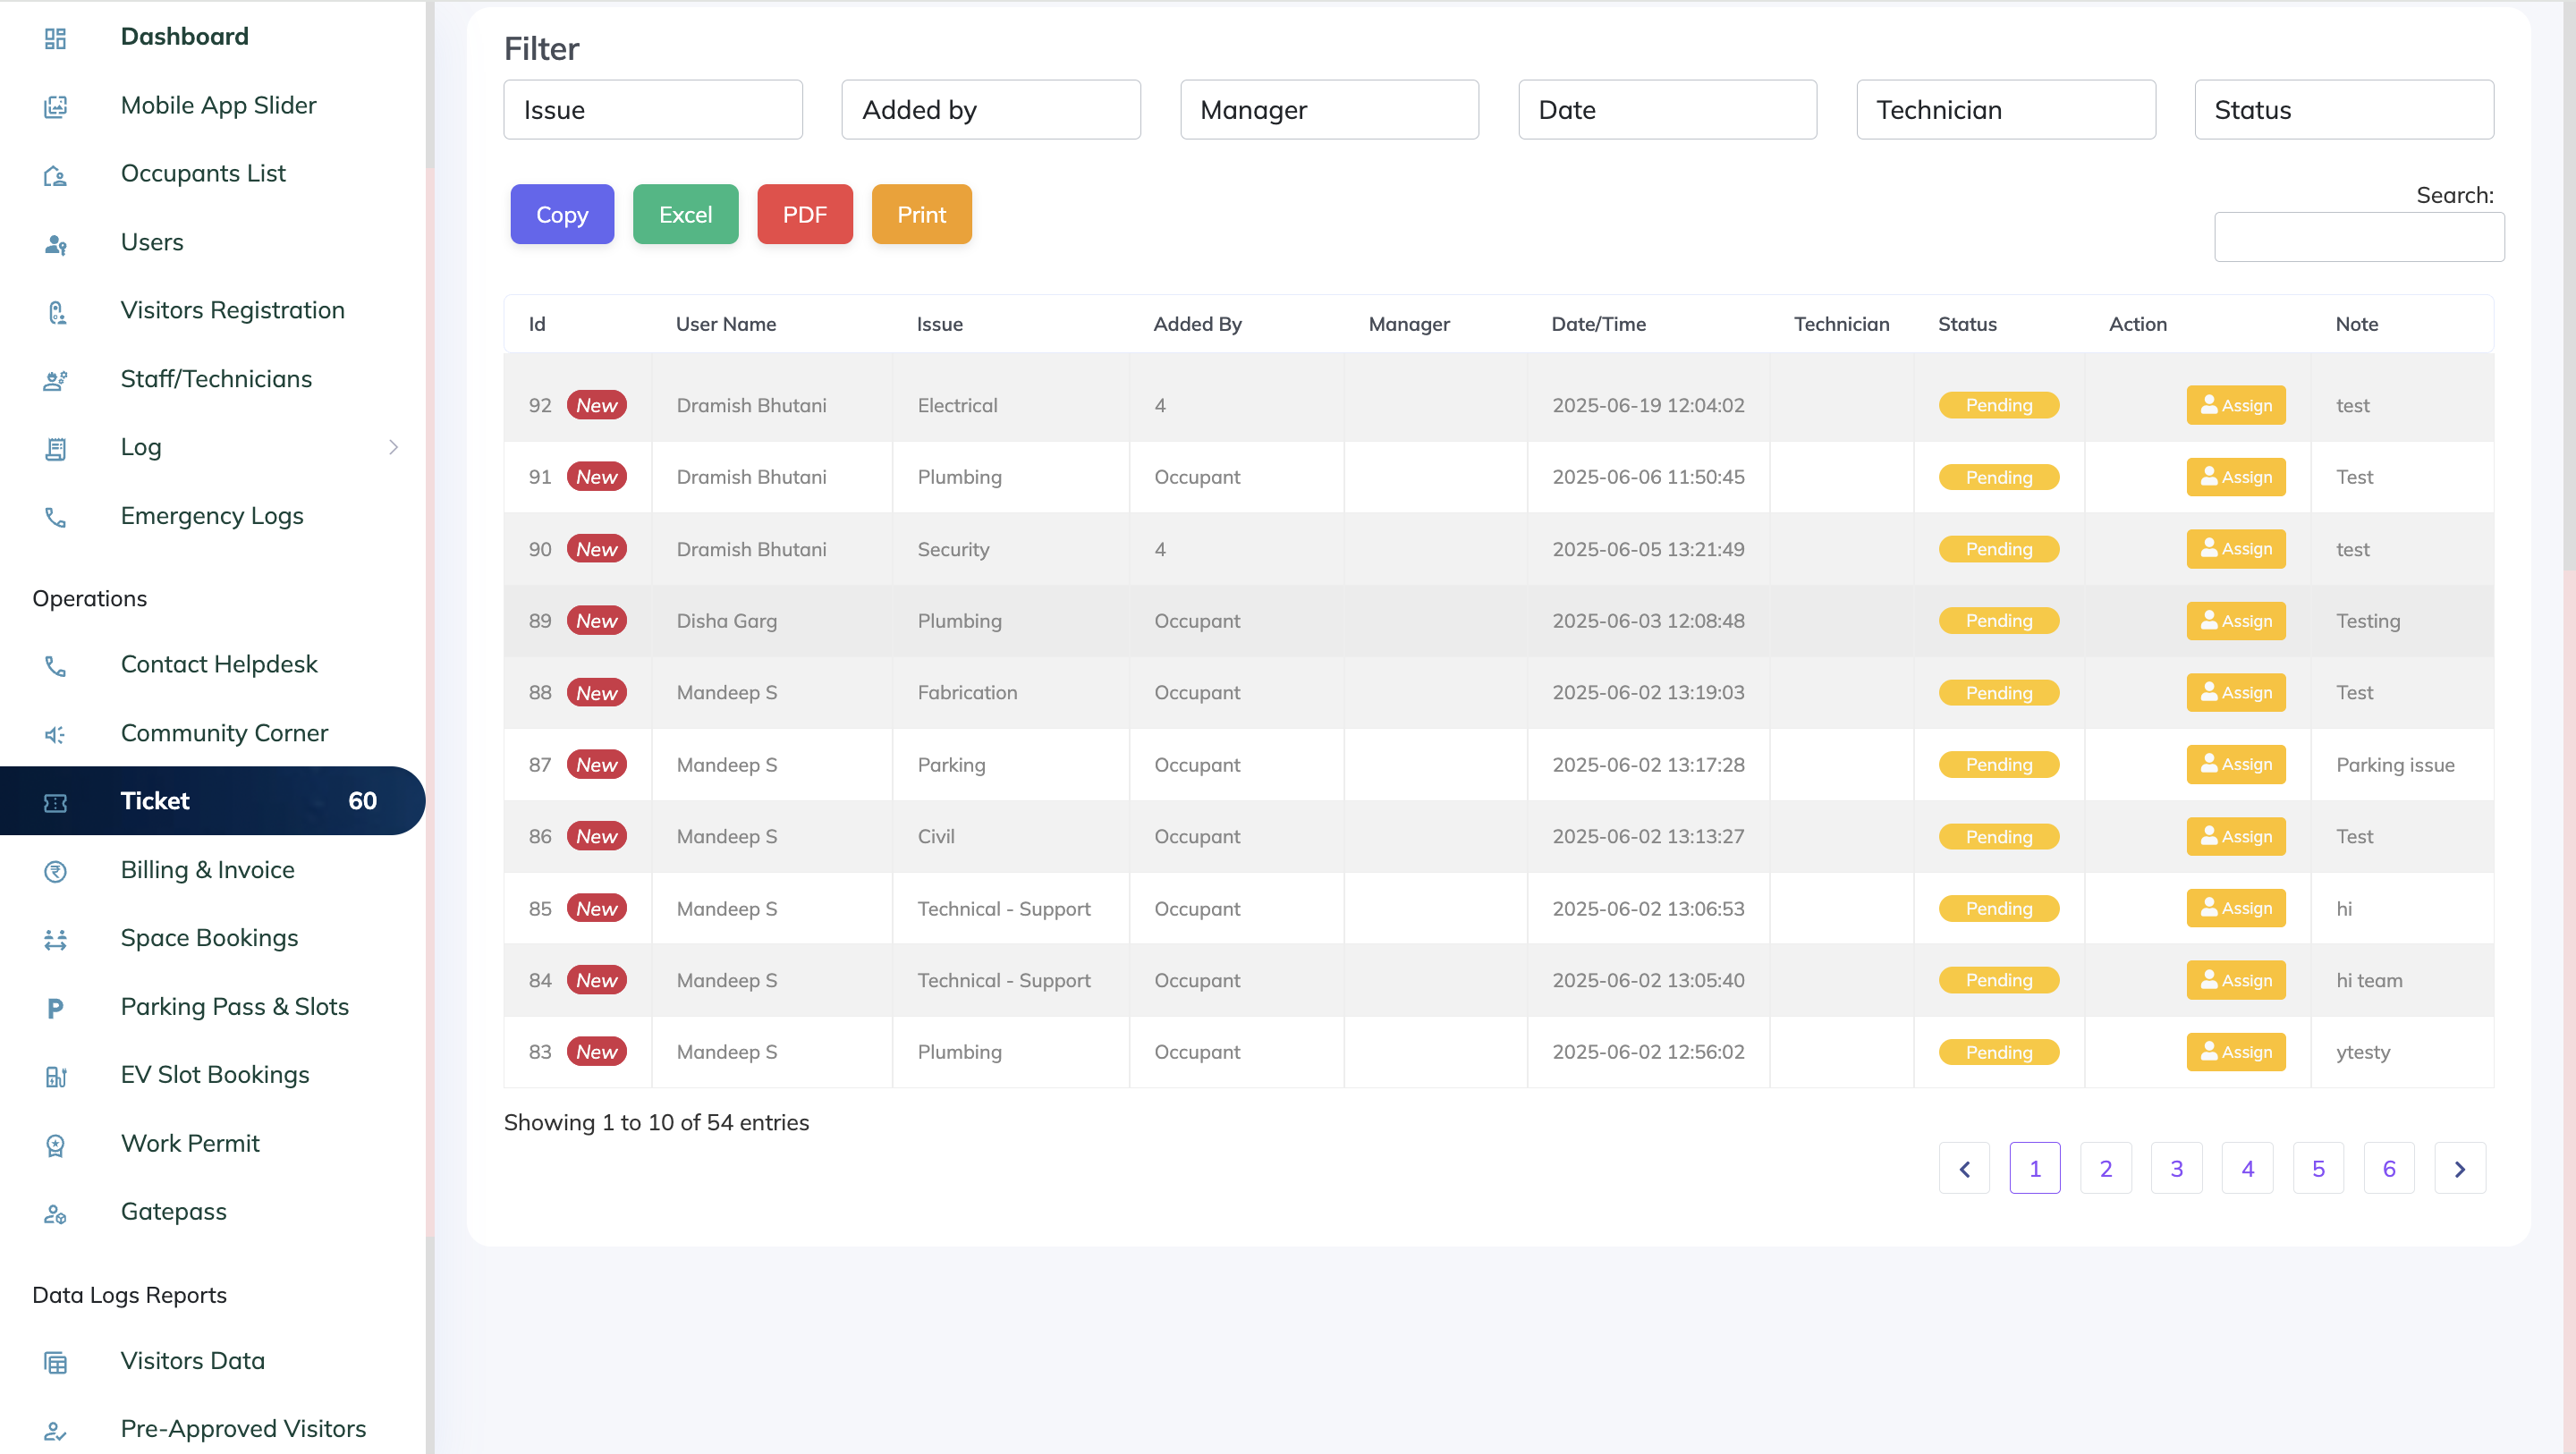 Dashboard
Mobile App Slider
Occupants List
Users
Visitors Registration
Staff/Technicians
Log
Emergency Logs
Operations
Contact Helpdesk
Community Corner
Ticket 60
Billing & Invoice
Space Bookings
Parking Pass & Slots
EV Slot Bookings
Work Permit
Gatepass
Data Logs Reports
Visitors Data
Pre-Approved Visitors
Filter
Issue Added by Manager Date Technician Status
Copy Excel PDF Print
Search:
Id User Name Issue Added By Manager Date/Time Technician Status Action Note
92 New Dramish Bhutani Electrical 4 2025-06-19 12:04:02 Pending Assign test
91 New Dramish Bhutani Plumbing Occupant 2025-06-06 11:50:45 Pending Assign Test
90 New Dramish Bhutani Security 4 2025-06-05 13:21:49 Pending Assign test
89 New Disha Garg Plumbing Occupant 2025-06-03 12:08:48 Pending Assign Testing
88 New Mandeep S Fabrication Occupant 2025-06-02 13:19:03 Pending Assign Test
87 New Mandeep S Parking Occupant 2025-06-02 13:17:28 Pending Assign Parking issue
86 New Mandeep S Civil Occupant 2025-06-02 13:13:27 Pending Assign Test
85 New Mandeep S Technical - Support Occupant 2025-06-02 13:06:53 Pending Assign hi
84 New Mandeep S Technical - Support Occupant 2025-06-02 13:05:40 Pending Assign hi team
83 New Mandeep S Plumbing Occupant 2025-06-02 12:56:02 Pending Assign ytesty
Showing 1 to 10 of 54 entries
1 2 3 4 5 6